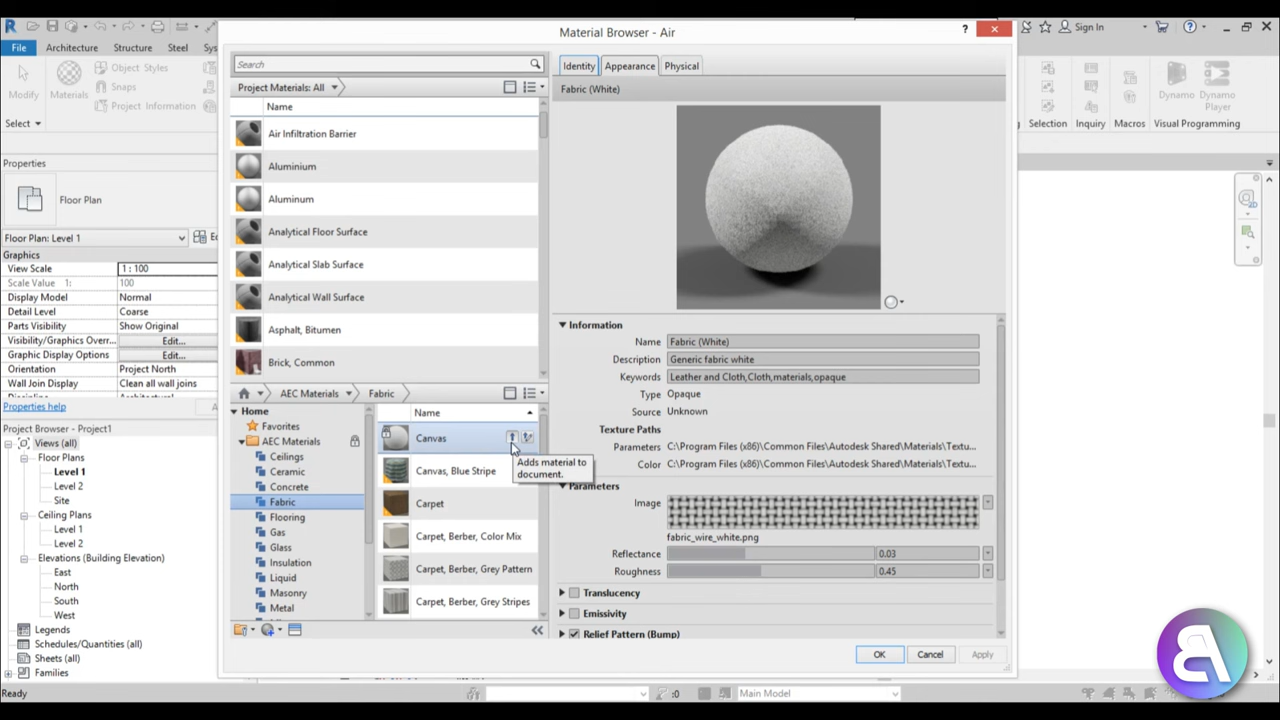 Material Browser - Air
?
Sign In
File
Architecture
Structure
Steel
Modify
Materials
Object Styles
Snaps
Project Information
Select
Selection
Inquiry
Macros
Dynamo
Dynamo Player
Visual Programming
Properties
Floor Plan
Floor Plan: Level 1
Graphics
View Scale 1 : 100
Scale Value 1: 100
Display Model Normal
Detail Level Coarse
Parts Visibility Show Original
Visibility/Graphics Overr... Edit...
Graphic Display Options Edit...
Orientation Project North
Wall Join Display Clean all wall joins
Properties help
Project Browser - Project1
Views (all)
Floor Plans
Level 1
Level 2
Site
Ceiling Plans
Level 1
Level 2
Elevations (Building Elevation)
East
North
South
West
Legends
Schedules/Quantities (all)
Sheets (all)
Families
Ready
Search
Project Materials: All
Name
Air Infiltration Barrier
Aluminium
Aluminum
Analytical Floor Surface
Analytical Slab Surface
Analytical Wall Surface
Asphalt, Bitumen
Brick, Common
AEC Materials
Fabric
Home
Favorites
AEC Materials
Ceilings
Ceramic
Concrete
Fabric
Flooring
Gas
Glass
Insulation
Liquid
Masonry
Metal
Name
Canvas
Canvas, Blue Stripe
Carpet
Carpet, Berber, Color Mix
Carpet, Berber, Grey Pattern
Carpet, Berber, Grey Stripes
Adds material to
document.
Identity
Appearance
Physical
Fabric (White)
Information
Name Fabric (White)
Description Generic fabric white
Keywords Leather and Cloth,Cloth,materials,opaque
Type Opaque
Source Unknown
Texture Paths
Parameters C:\Program Files (x86)\Common Files\Autodesk Shared\Materials\Textu...
Color C:\Program Files (x86)\Common Files\Autodesk Shared\Materials\Textu...
Parameters
Image
fabric_wire_white.png
Reflectance 0.03
Roughness 0.45
Translucency
Emissivity
Relief Pattern (Bump)
OK
Cancel
Apply
:0
Main Model